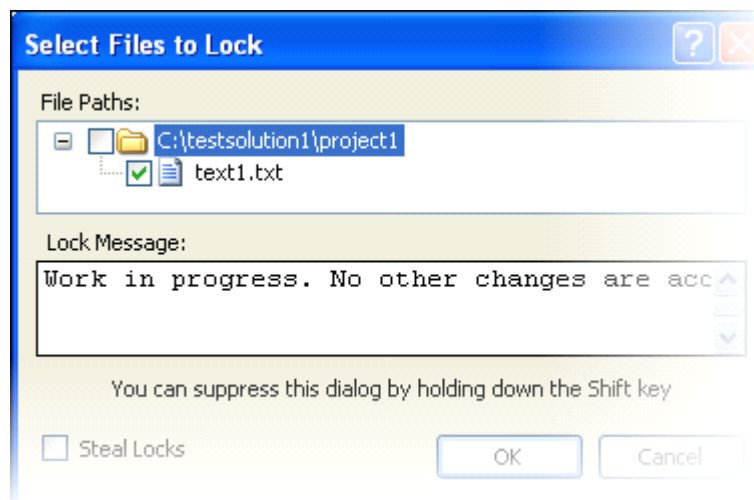 Select Files to Lock
File Paths:
C:\testsolution1\project1
text1.txt
Lock Message:
Work in progress. No other changes are acc
You can suppress this dialog by holding down the Shift key
Steal Locks
OK
Cancel